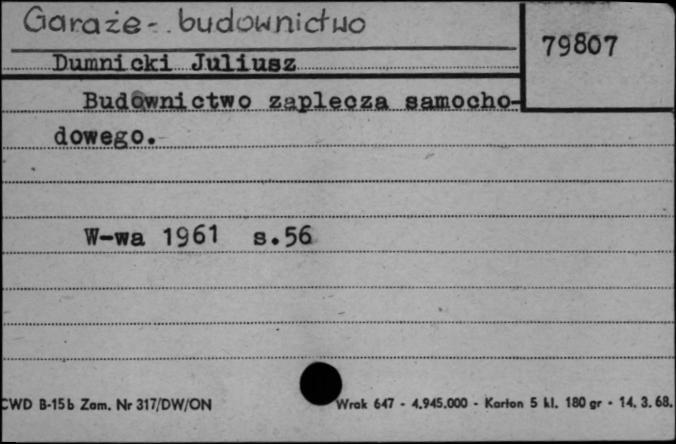 Garaże - budownictwo
79807
Dumnicki Juliusz
Budownictwo zaplecza samocho-
dowego.
W-wa 1961 s.56
CWD B-15b Zam. Nr 317/DW/ON
Wrak 647 - 4.945.000 - Karton 5 kl. 180 gr - 14. 3. 68.